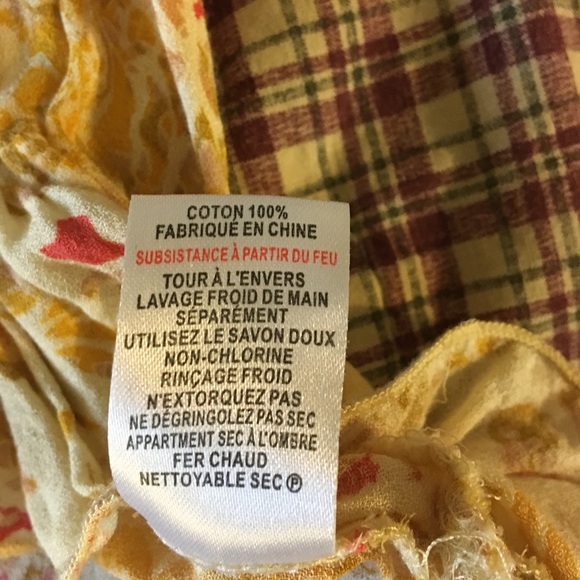 COTON 100%
FABRIQUÉ EN CHINE
SUBSISTANCE À PARTIR DU FEU
TOUR À L'ENVERS
LAVAGE FROID DE MAIN
SÉPARÉMENT
UTILISEZ LE SAVON DOUX
NON-CHLORINE
RINÇAGE FROID
N'EXTORQUEZ PAS
NE DÉGRINGOLEZ PAS SEC
APPARTMENT SEC À L'OMBRE
FER CHAUD
NETTOYABLE SEC Ⓟ